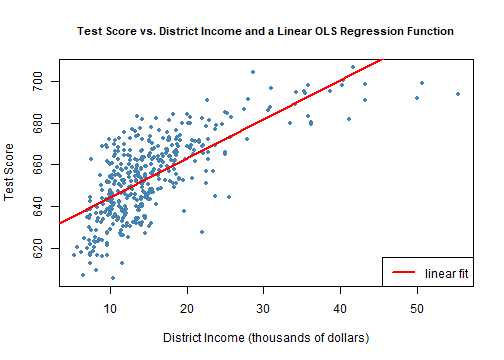 Test Score vs. District Income and a Linear OLS Regression Function
700
680
660
640
620
Test Score
10 20 30 40 50
District Income (thousands of dollars)
linear fit